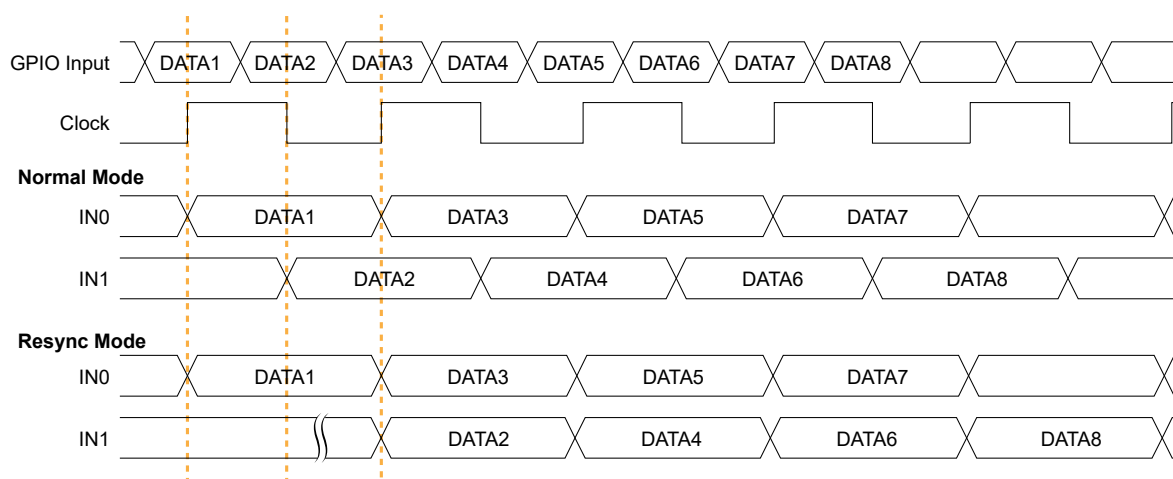 GPIO Input DATA1 DATA2 DATA3 DATA4 DATA5 DATA6 DATA7 DATA8
Clock
Normal Mode
IN0 DATA1 DATA3 DATA5 DATA7
IN1 DATA2 DATA4 DATA6 DATA8
Resync Mode
IN0 DATA1 DATA3 DATA5 DATA7
IN1 DATA2 DATA4 DATA6 DATA8